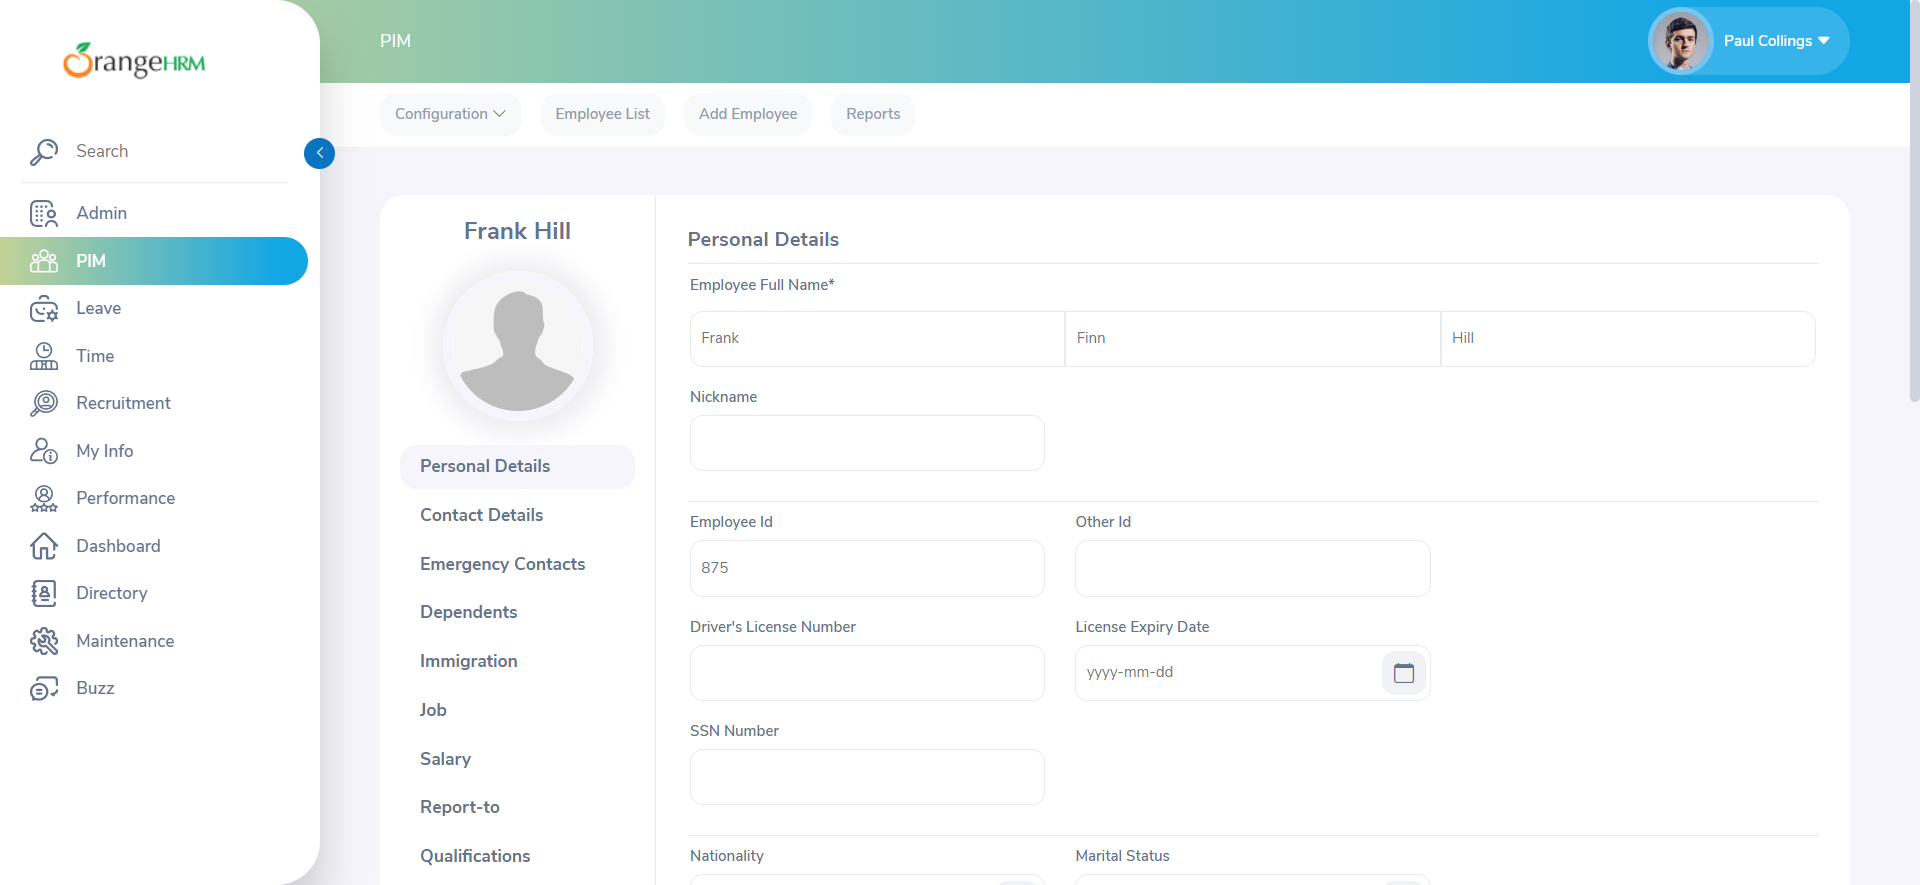 OrangeHRM
Search
Admin
PIM
Leave
Time
Recruitment
My Info
Performance
Dashboard
Directory
Maintenance
Buzz
PIM
Paul Collings
Configuration
Employee List
Add Employee
Reports
Frank Hill
Personal Details
Contact Details
Emergency Contacts
Dependents
Immigration
Job
Salary
Report-to
Qualifications
Personal Details
Employee Full Name*
Frank
Finn
Hill
Nickname
Employee Id
Other Id
875
Driver's License Number
License Expiry Date
yyyy-mm-dd
SSN Number
Nationality
Marital Status